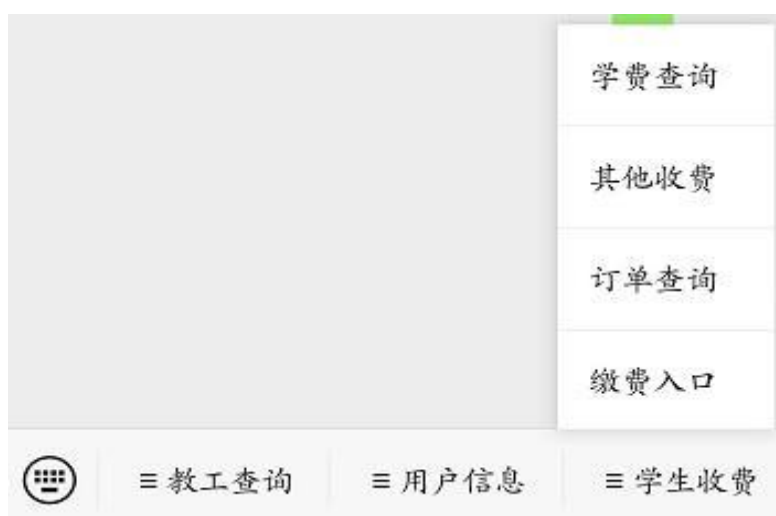 学费查询
其他收费
订单查询
缴费入口
≡ 教工查询 ≡ 用户信息 ≡ 学生收费